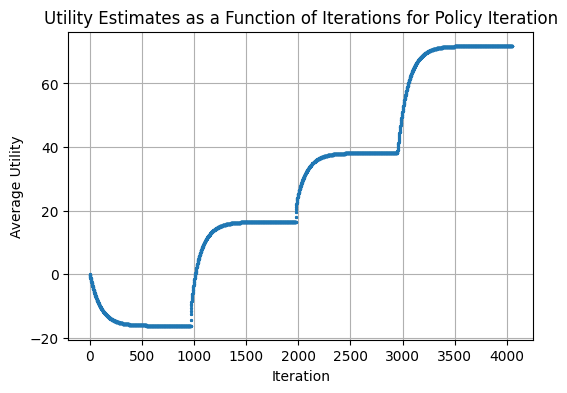 Utility Estimates as a Function of Iterations for Policy Iteration
Average Utility
60
40
20
0
−20
0 500 1000 1500 2000 2500 3000 3500 4000
Iteration